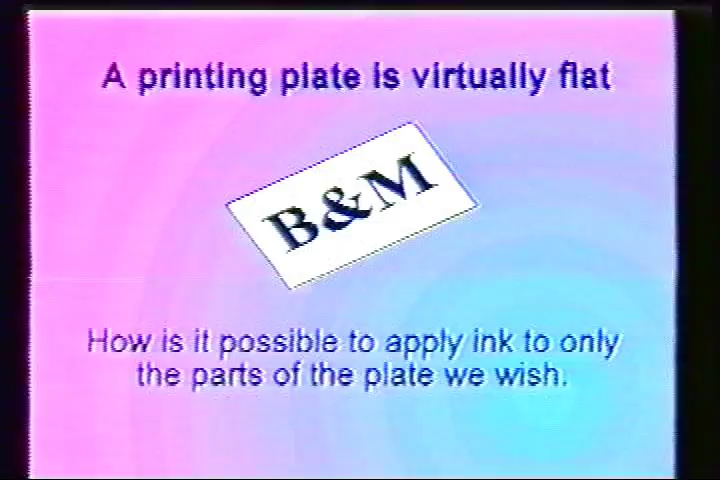 A printing plate is virtually flat
B&M
How is it possible to apply ink to only
the parts of the plate we wish.